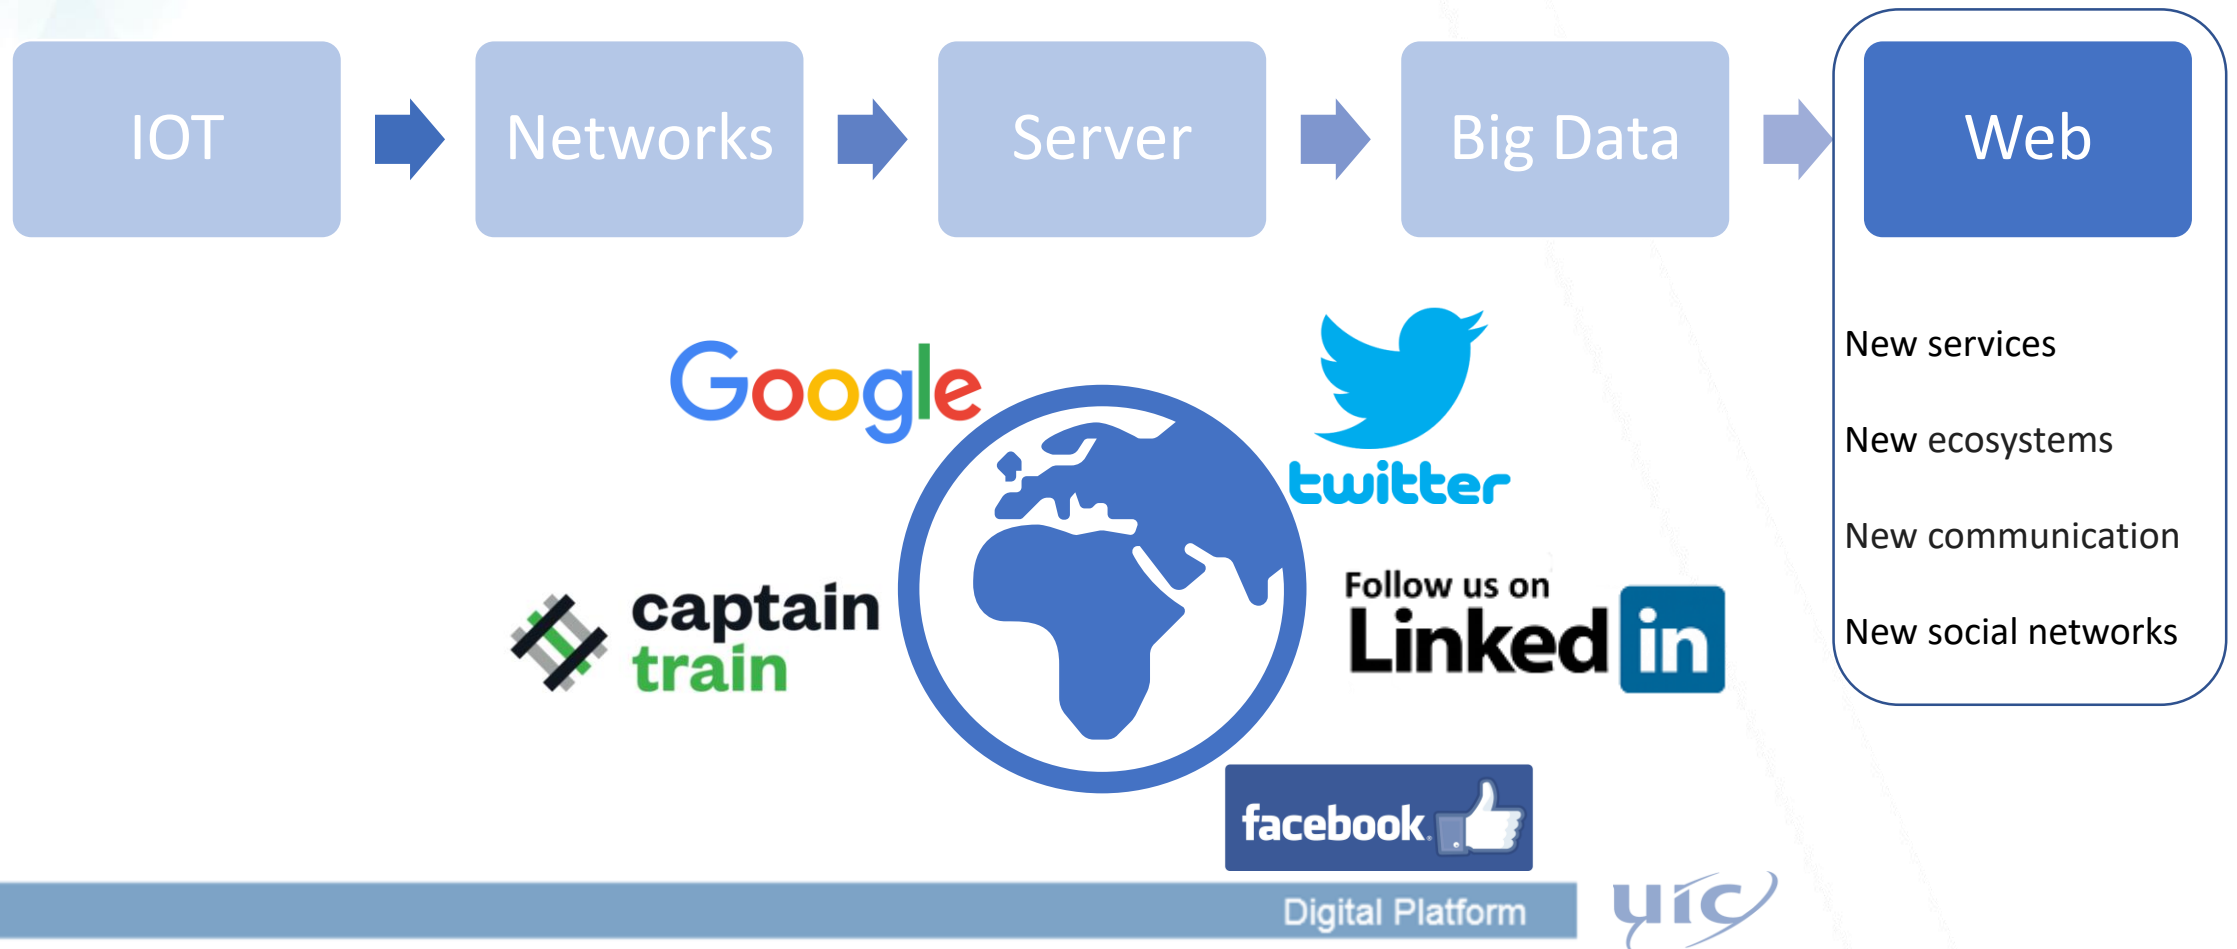 IOT
Networks
Server
Big Data
Web
New services
New ecosystems
New communication
New social networks
Google
twitter
captain
train
Follow us on
Linked in
facebook
Digital Platform
uic